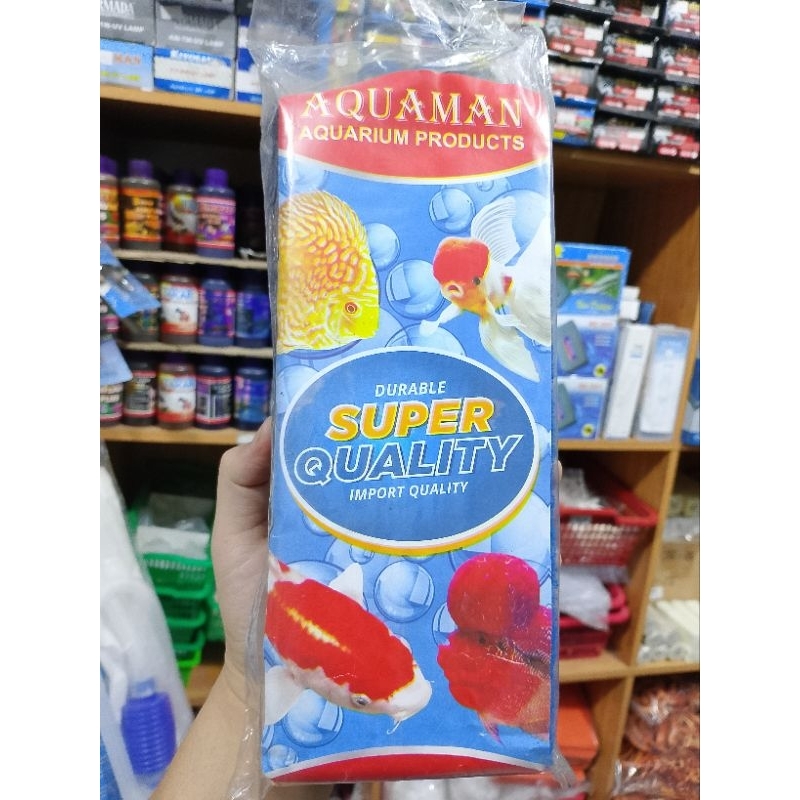 AQUAMAN
AQUARIUM PRODUCTS
DURABLE
SUPER
QUALITY
IMPORT QUALITY